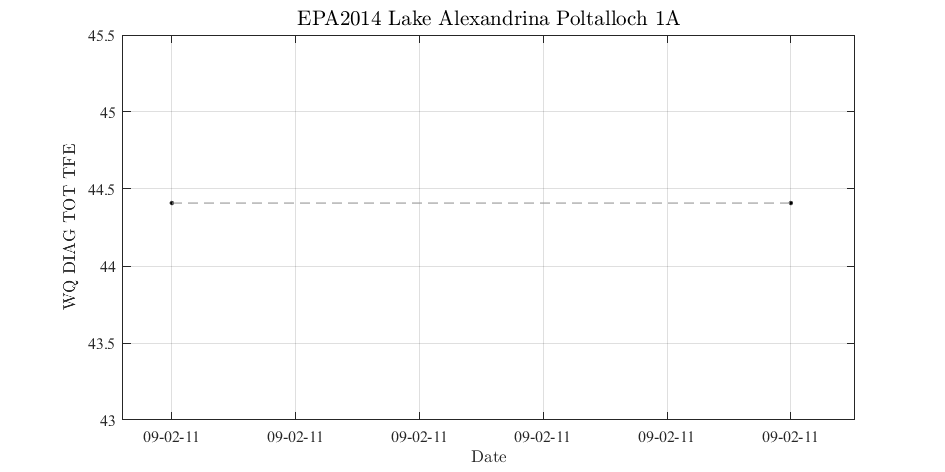 EPA2014 Lake Alexandrina Poltalloch 1A
45.5
45
44.5
44
43.5
43
WQ DIAG TOT TFE
09-02-11 09-02-11 09-02-11 09-02-11 09-02-11 09-02-11
Date